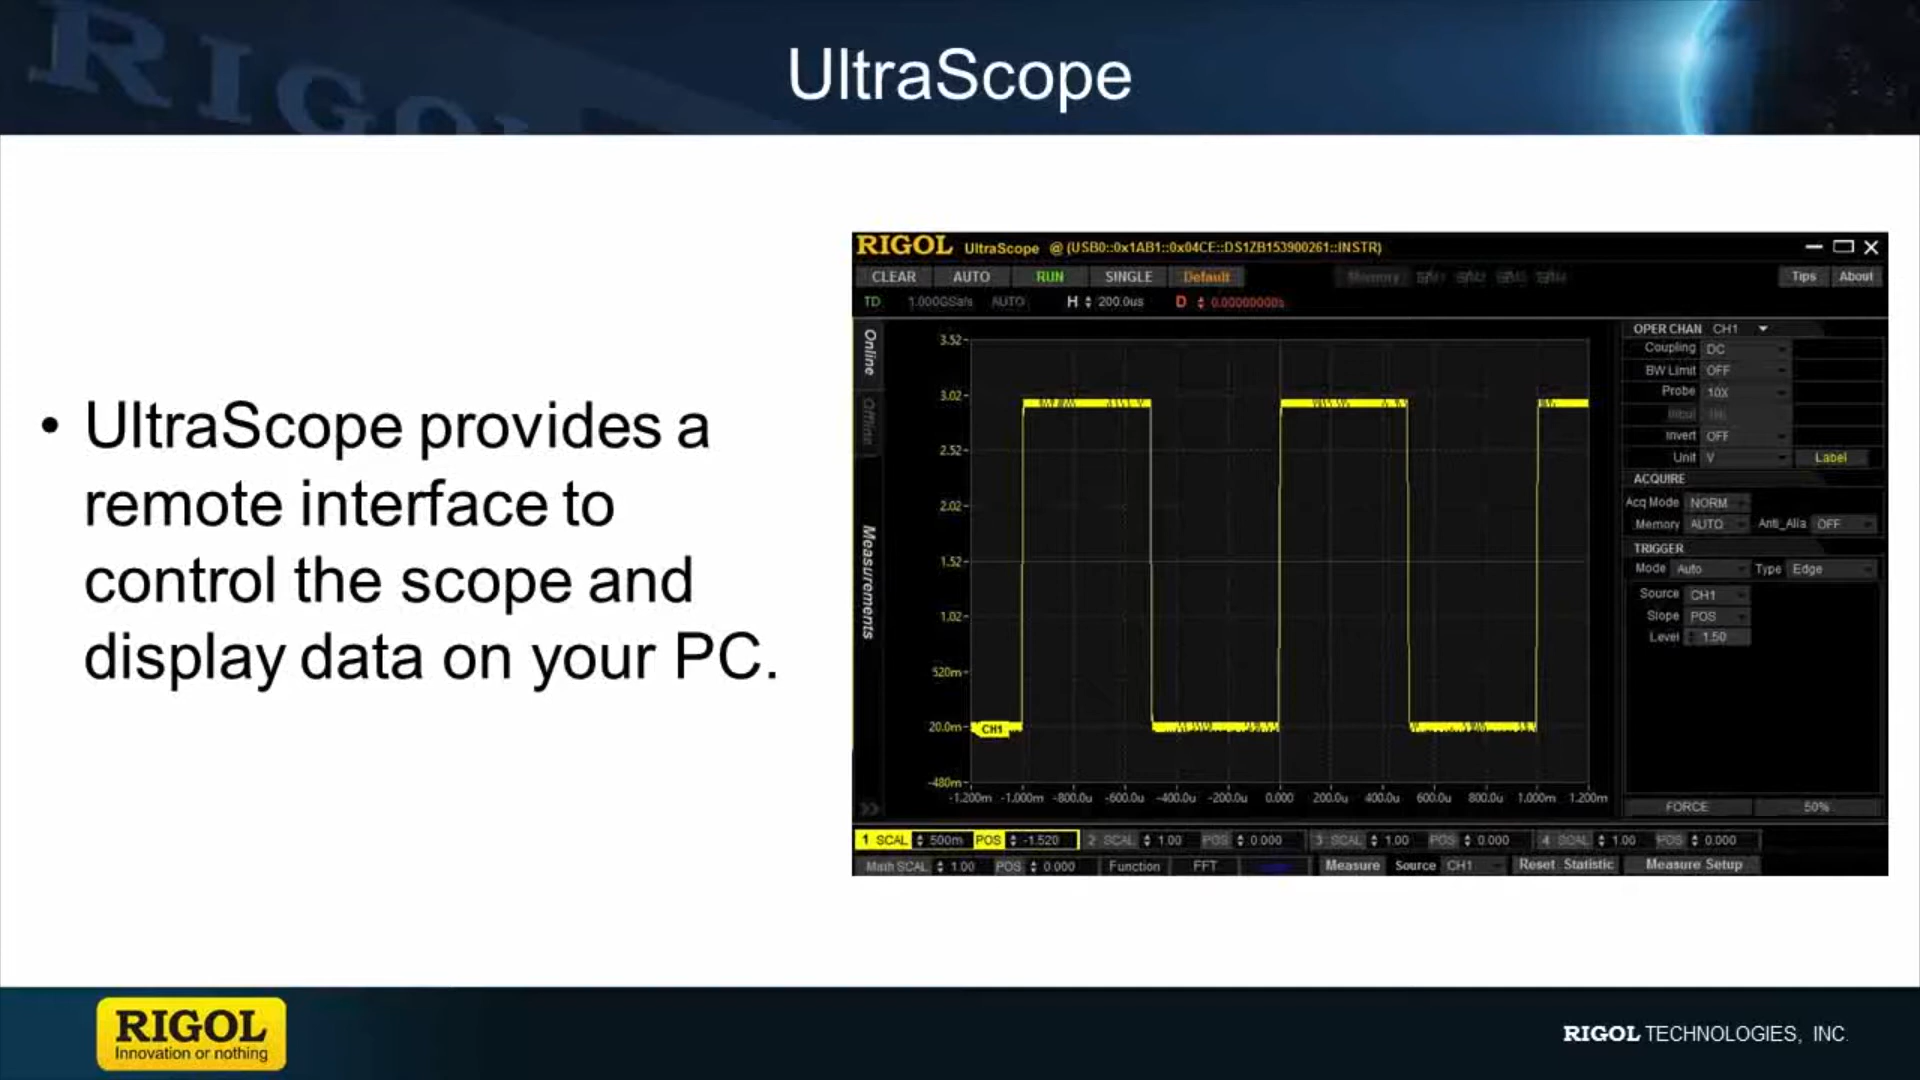 RIGOL
UltraScope
• UltraScope provides a
remote interface to
control the scope and
display data on your PC.
RIGOL UltraScope @ (USB0::0x1AB1::0x04CE::DS1ZB153900261::INSTR)
CLEAR AUTO RUN SINGLE Default Memory Tips About
TD 1.000GSa/s AUTO H 200.0us D 0.00000000s
Online
Offline
Measurements
3.52
3.02
2.52
2.02
1.52
1.02
520m
20.0m
-480m
CH1
-1.200m -1.000m -800.0u -600.0u -400.0u -200.0u 0.000 200.0u 400.0u 600.0u 800.0u 1.000m 1.200m
OPER CHAN CH1
Coupling DC
BW Limit OFF
Probe 10X
Invert OFF
Unit V Label
ACQUIRE
Acq Mode NORM
Memory AUTO Anti_Alia OFF
TRIGGER
Mode Auto Type Edge
Source CH1
Slope POS
Level 1.50
FORCE 50%
1 SCAL 500m POS -1.520 2 SCAL 1.00 POS 0.000 3 SCAL 1.00 POS 0.000 4 SCAL 1.00 POS 0.000
Math SCAL 1.00 POS 0.000 Function FFT Measure Source CH1 Reset Statistic Measure Setup
RIGOL
Innovation or nothing
RIGOL TECHNOLOGIES, INC.